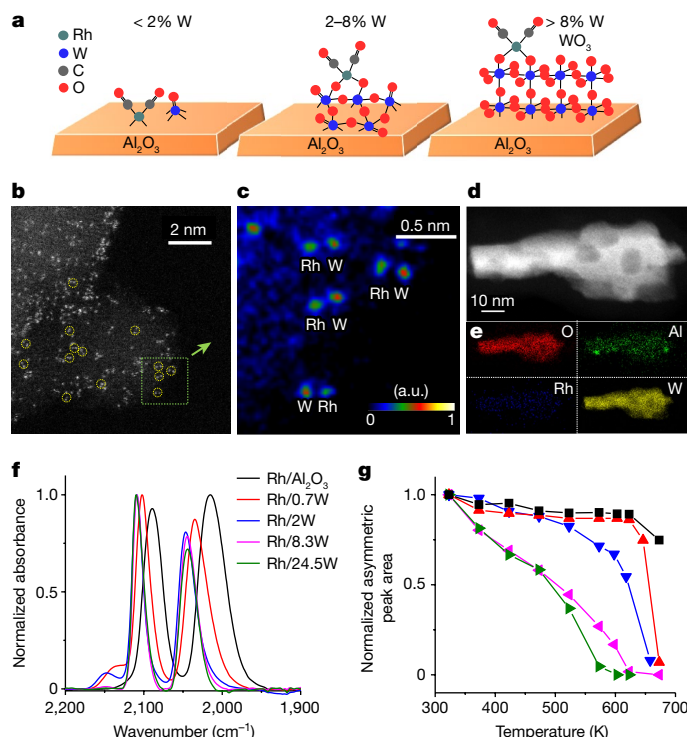 a
< 2% W
2–8% W
> 8% W
WO3
Rh
W
C
O
Al2O3
Al2O3
Al2O3
b
2 nm
c
0.5 nm
Rh W
Rh W
Rh W
W Rh
(a.u.)
0 1
d
10 nm
e
O
Al
Rh
W
f
Rh/Al2O3
Rh/0.7W
Rh/2W
Rh/8.3W
Rh/24.5W
Normalized absorbance
1.0
0.5
0
2,200 2,100 2,000 1,900
Wavenumber (cm–1)
g
Normalized asymmetric
peak area
1.0
0.5
0
300 400 500 600 700
Temperature (K)